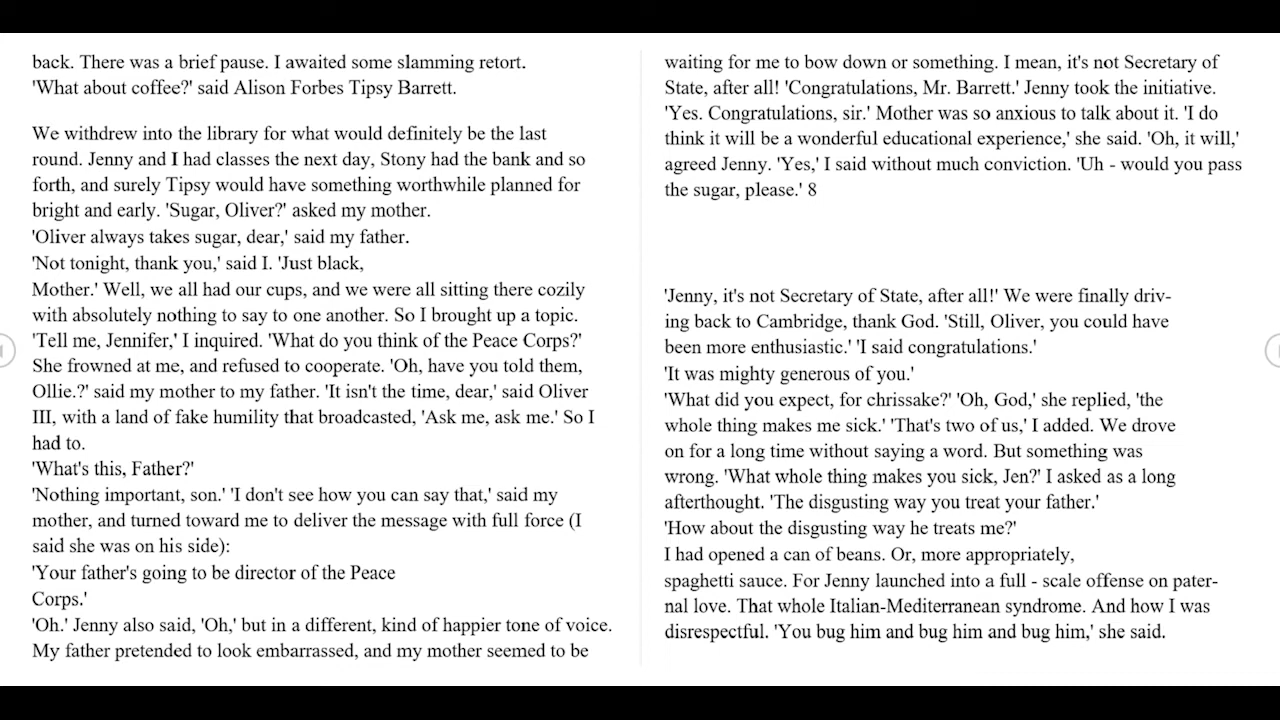 back. There was a brief pause. I awaited some slamming retort.
'What about coffee?' said Alison Forbes Tipsy Barrett.
We withdrew into the library for what would definitely be the last
round. Jenny and I had classes the next day, Stony had the bank and so
forth, and surely Tipsy would have something worthwhile planned for
bright and early. 'Sugar, Oliver?' asked my mother.
'Oliver always takes sugar, dear,' said my father.
'Not tonight, thank you,' said I. 'Just black,
Mother.' Well, we all had our cups, and we were all sitting there cozily
with absolutely nothing to say to one another. So I brought up a topic.
'Tell me, Jennifer,' I inquired. 'What do you think of the Peace Corps?'
She frowned at me, and refused to cooperate. 'Oh, have you told them,
Ollie.?' said my mother to my father. 'It isn't the time, dear,' said Oliver
III, with a land of fake humility that broadcasted, 'Ask me, ask me.' So I
had to.
'What's this, Father?'
'Nothing important, son.' 'I don't see how you can say that,' said my
mother, and turned toward me to deliver the message with full force (I
said she was on his side):
'Your father's going to be director of the Peace
Corps.'
'Oh.' Jenny also said, 'Oh,' but in a different, kind of happier tone of voice.
My father pretended to look embarrassed, and my mother seemed to be
waiting for me to bow down or something. I mean, it's not Secretary of
State, after all! 'Congratulations, Mr. Barrett.' Jenny took the initiative.
'Yes. Congratulations, sir.' Mother was so anxious to talk about it. 'I do
think it will be a wonderful educational experience,' she said. 'Oh, it will,'
agreed Jenny. 'Yes,' I said without much conviction. 'Uh - would you pass
the sugar, please.' 8
'Jenny, it's not Secretary of State, after all!' We were finally driv-
ing back to Cambridge, thank God. 'Still, Oliver, you could have
been more enthusiastic.' 'I said congratulations.'
'It was mighty generous of you.'
'What did you expect, for chrissake?' 'Oh, God,' she replied, 'the
whole thing makes me sick.' 'That's two of us,' I added. We drove
on for a long time without saying a word. But something was
wrong. 'What whole thing makes you sick, Jen?' I asked as a long
afterthought. 'The disgusting way you treat your father.'
'How about the disgusting way he treats me?'
I had opened a can of beans. Or, more appropriately,
spaghetti sauce. For Jenny launched into a full - scale offense on pater-
nal love. That whole Italian-Mediterranean syndrome. And how I was
disrespectful. 'You bug him and bug him and bug him,' she said.